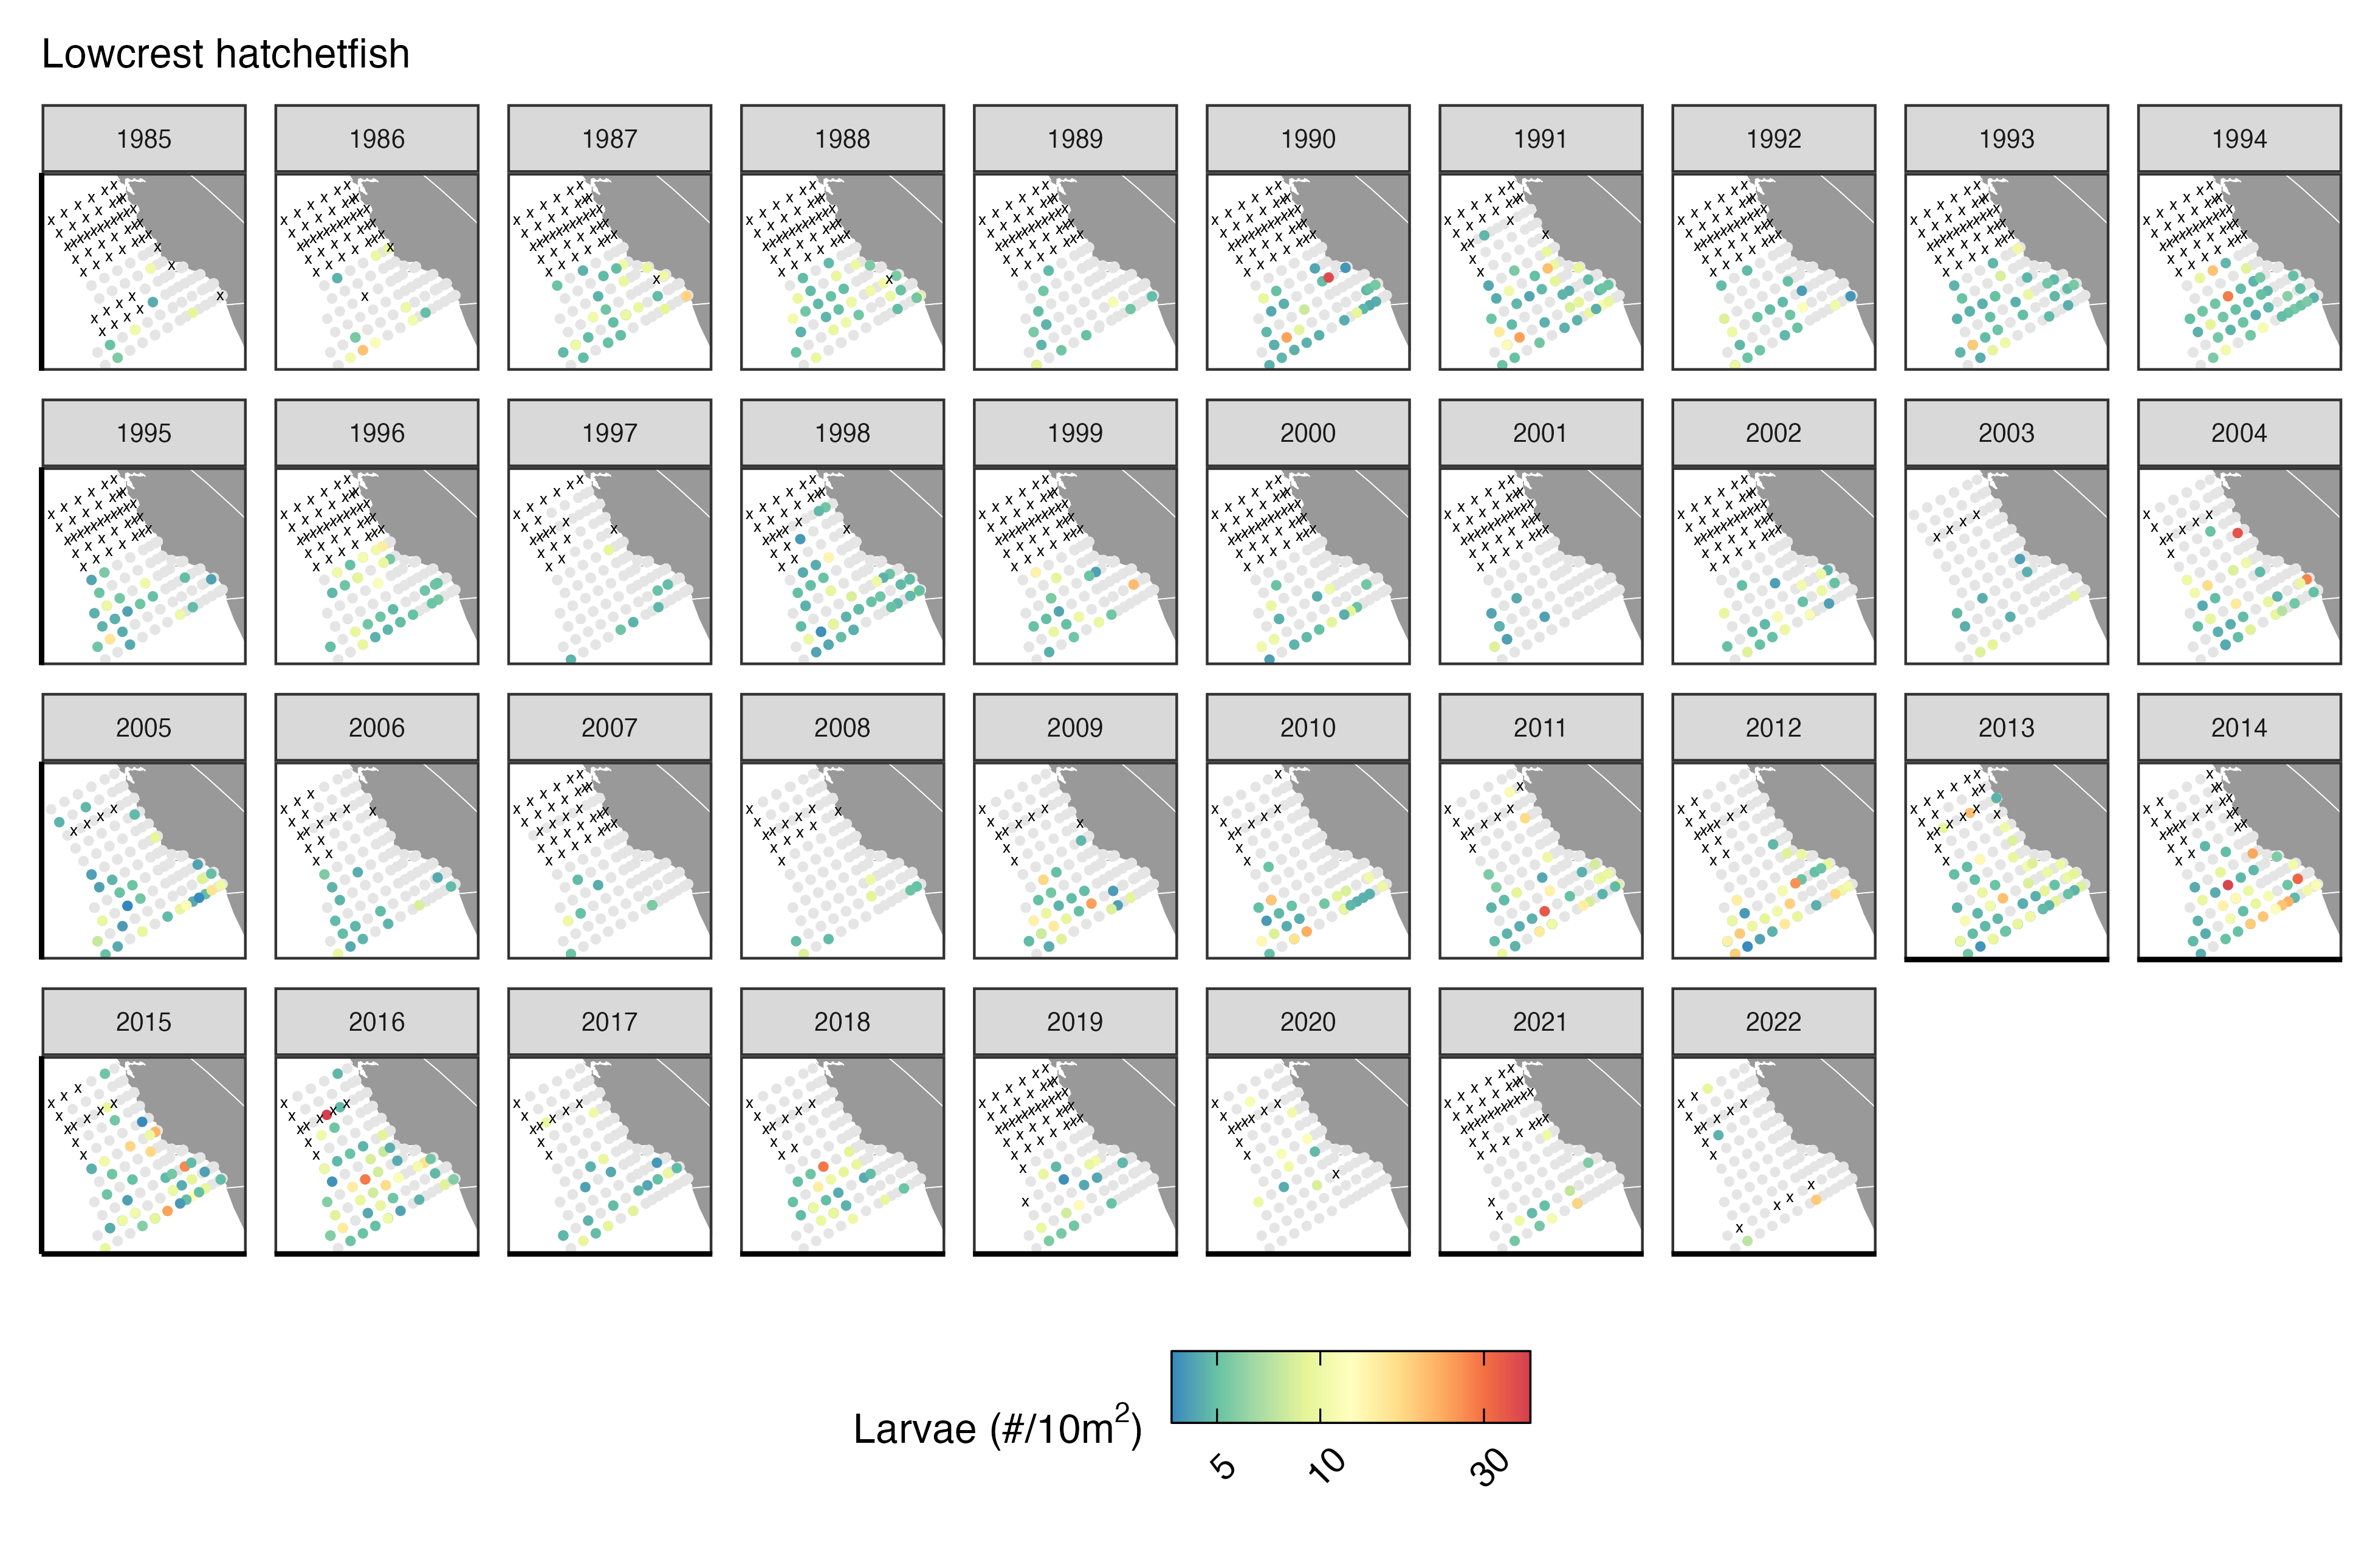 Lowcrest hatchetfish
1985 1986 1987 1988 1989 1990 1991 1992 1993 1994
1995 1996 1997 1998 1999 2000 2001 2002 2003 2004
2005 2006 2007 2008 2009 2010 2011 2012 2013 2014
2015 2016 2017 2018 2019 2020 2021 2022
Larvae (#/10m²)
5 10 30